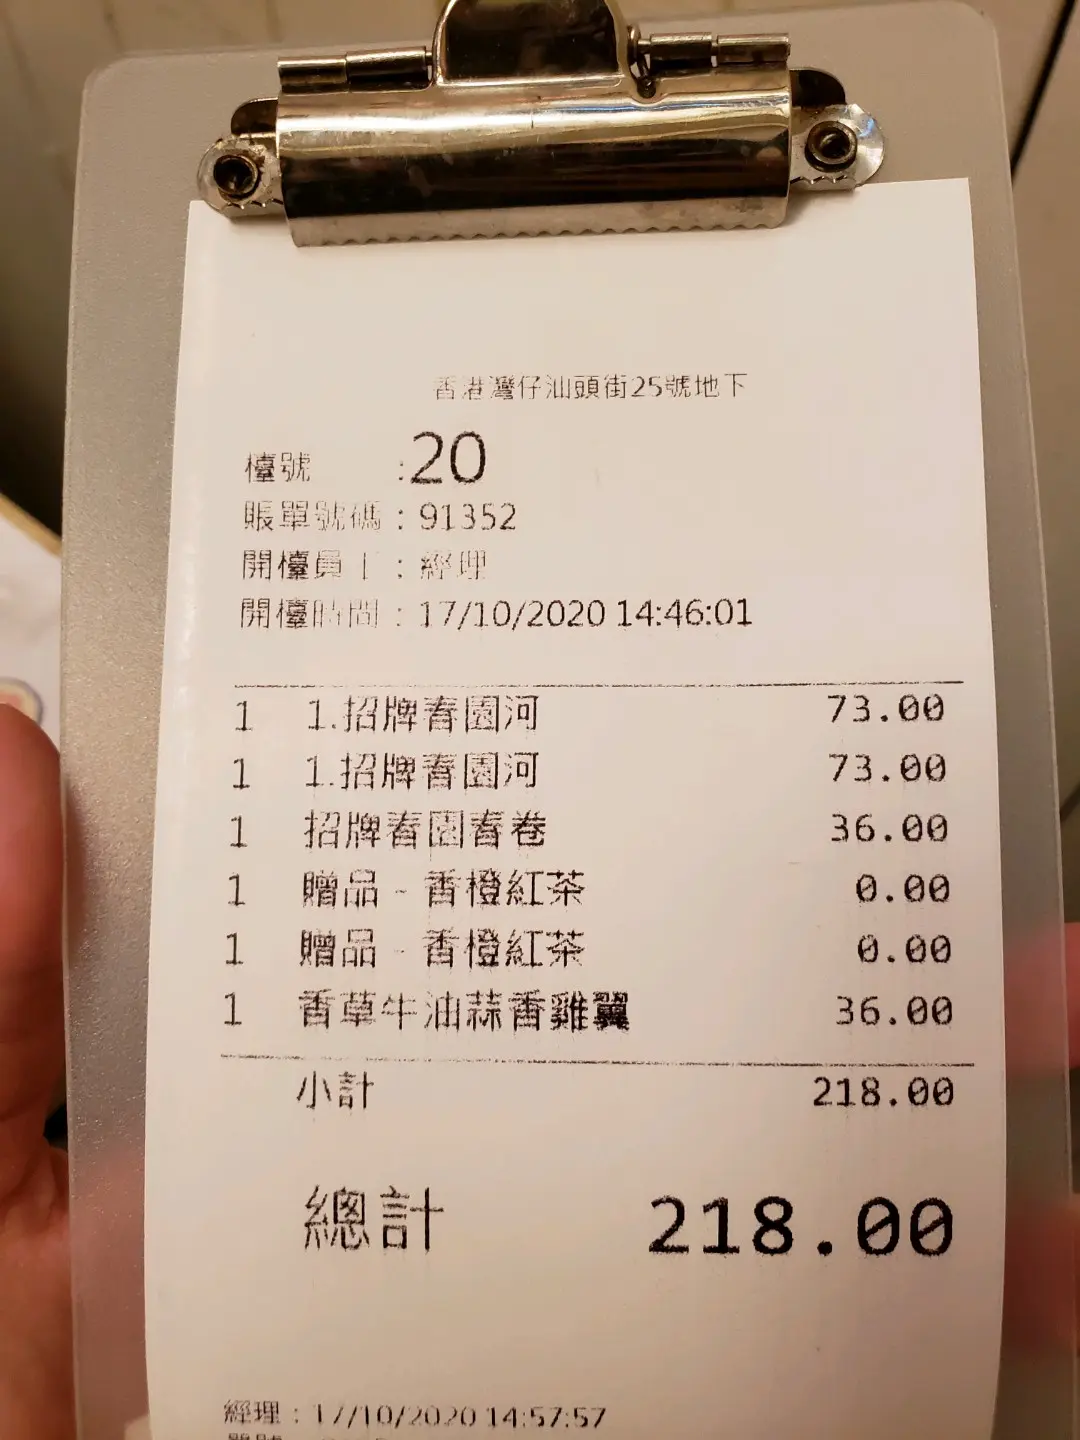 香港灣仔汕頭街25號地下
檯號 :20
賬單號碼 : 91352
開檯員工 : 經理
開檯時間 : 17/10/2020 14:46:01
1 1.招牌春園河 73.00
1 1.招牌春園河 73.00
1 招牌春園春卷 36.00
1 贈品 - 香橙紅茶 0.00
1 贈品 - 香橙紅茶 0.00
1 香草牛油蒜香雞翼 36.00
小計 218.00
總計 218.00
經理 : 17/10/2020 14:57:57